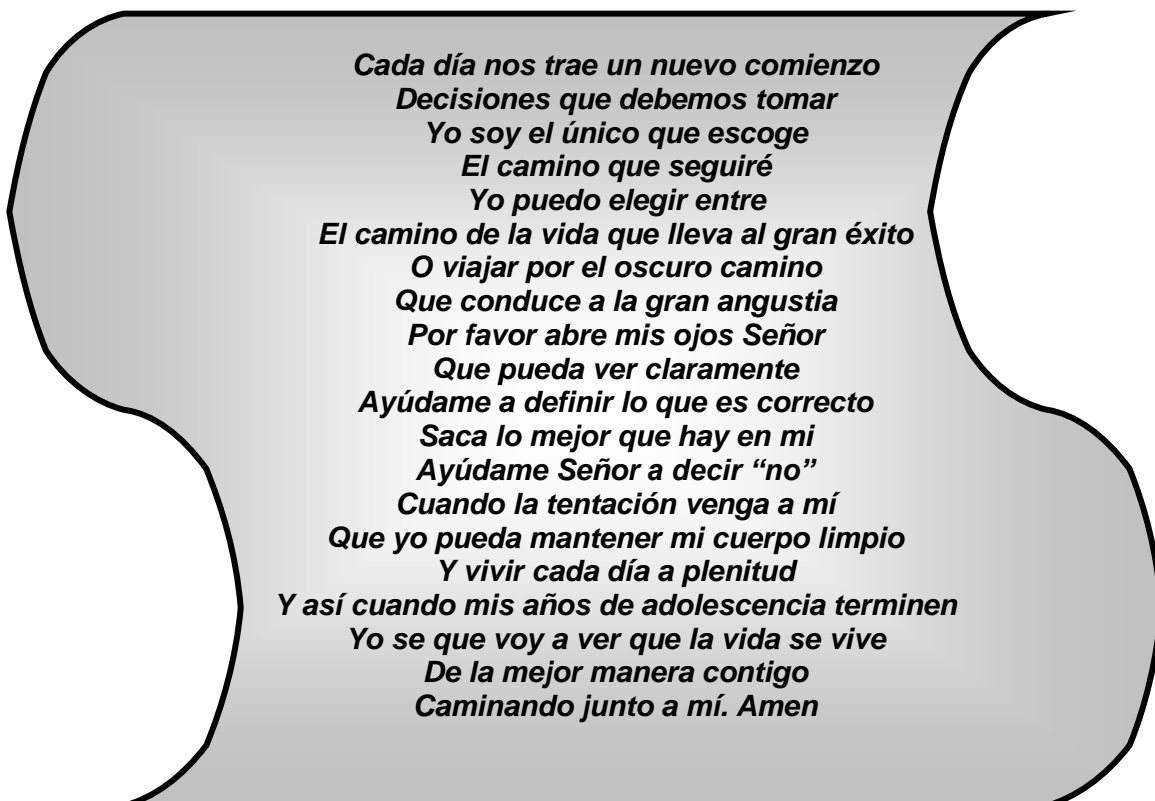 Cada día nos trae un nuevo comienzo
Decisiones que debemos tomar
Yo soy el único que escoge
El camino que seguiré
Yo puedo elegir entre
El camino de la vida que lleva al gran éxito
O viajar por el oscuro camino
Que conduce a la gran angustia
Por favor abre mis ojos Señor
Que pueda ver claramente
Ayúdame a definir lo que es correcto
Saca lo mejor que hay en mi
Ayúdame Señor a decir “no”
Cuando la tentación venga a mí
Que yo pueda mantener mi cuerpo limpio
Y vivir cada día a plenitud
Y así cuando mis años de adolescencia terminen
Yo se que voy a ver que la vida se vive
De la mejor manera contigo
Caminando junto a mí. Amen